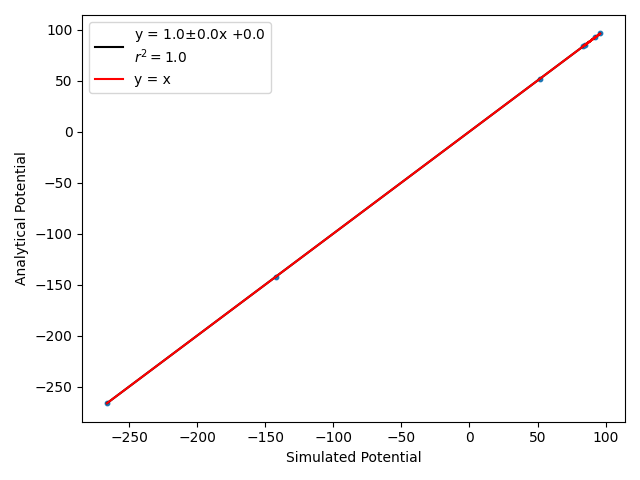 y = 1.0±0.0x +0.0
r² = 1.0
y = x
100
50
0
−50
−100
−150
−200
−250
Analytical Potential
−250 −200 −150 −100 −50 0 50 100
Simulated Potential